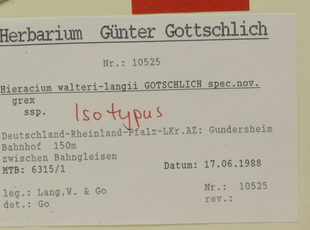 Herbarium Günter Gottschlich
Nr.: 10525
Hieracium walteri-langii GOTSCHLICH spec.nov.
grex
ssp. Isotypus
Deutschland-Rheinland-Pfalz-LKr.AZ: Gundersheim
Bahnhof 150m
zwischen Bahngleisen
MTB: 6315/1 Datum: 17.06.1988
leg.: Lang,W. & Go Nr.: 10525
det.: Go rev.: